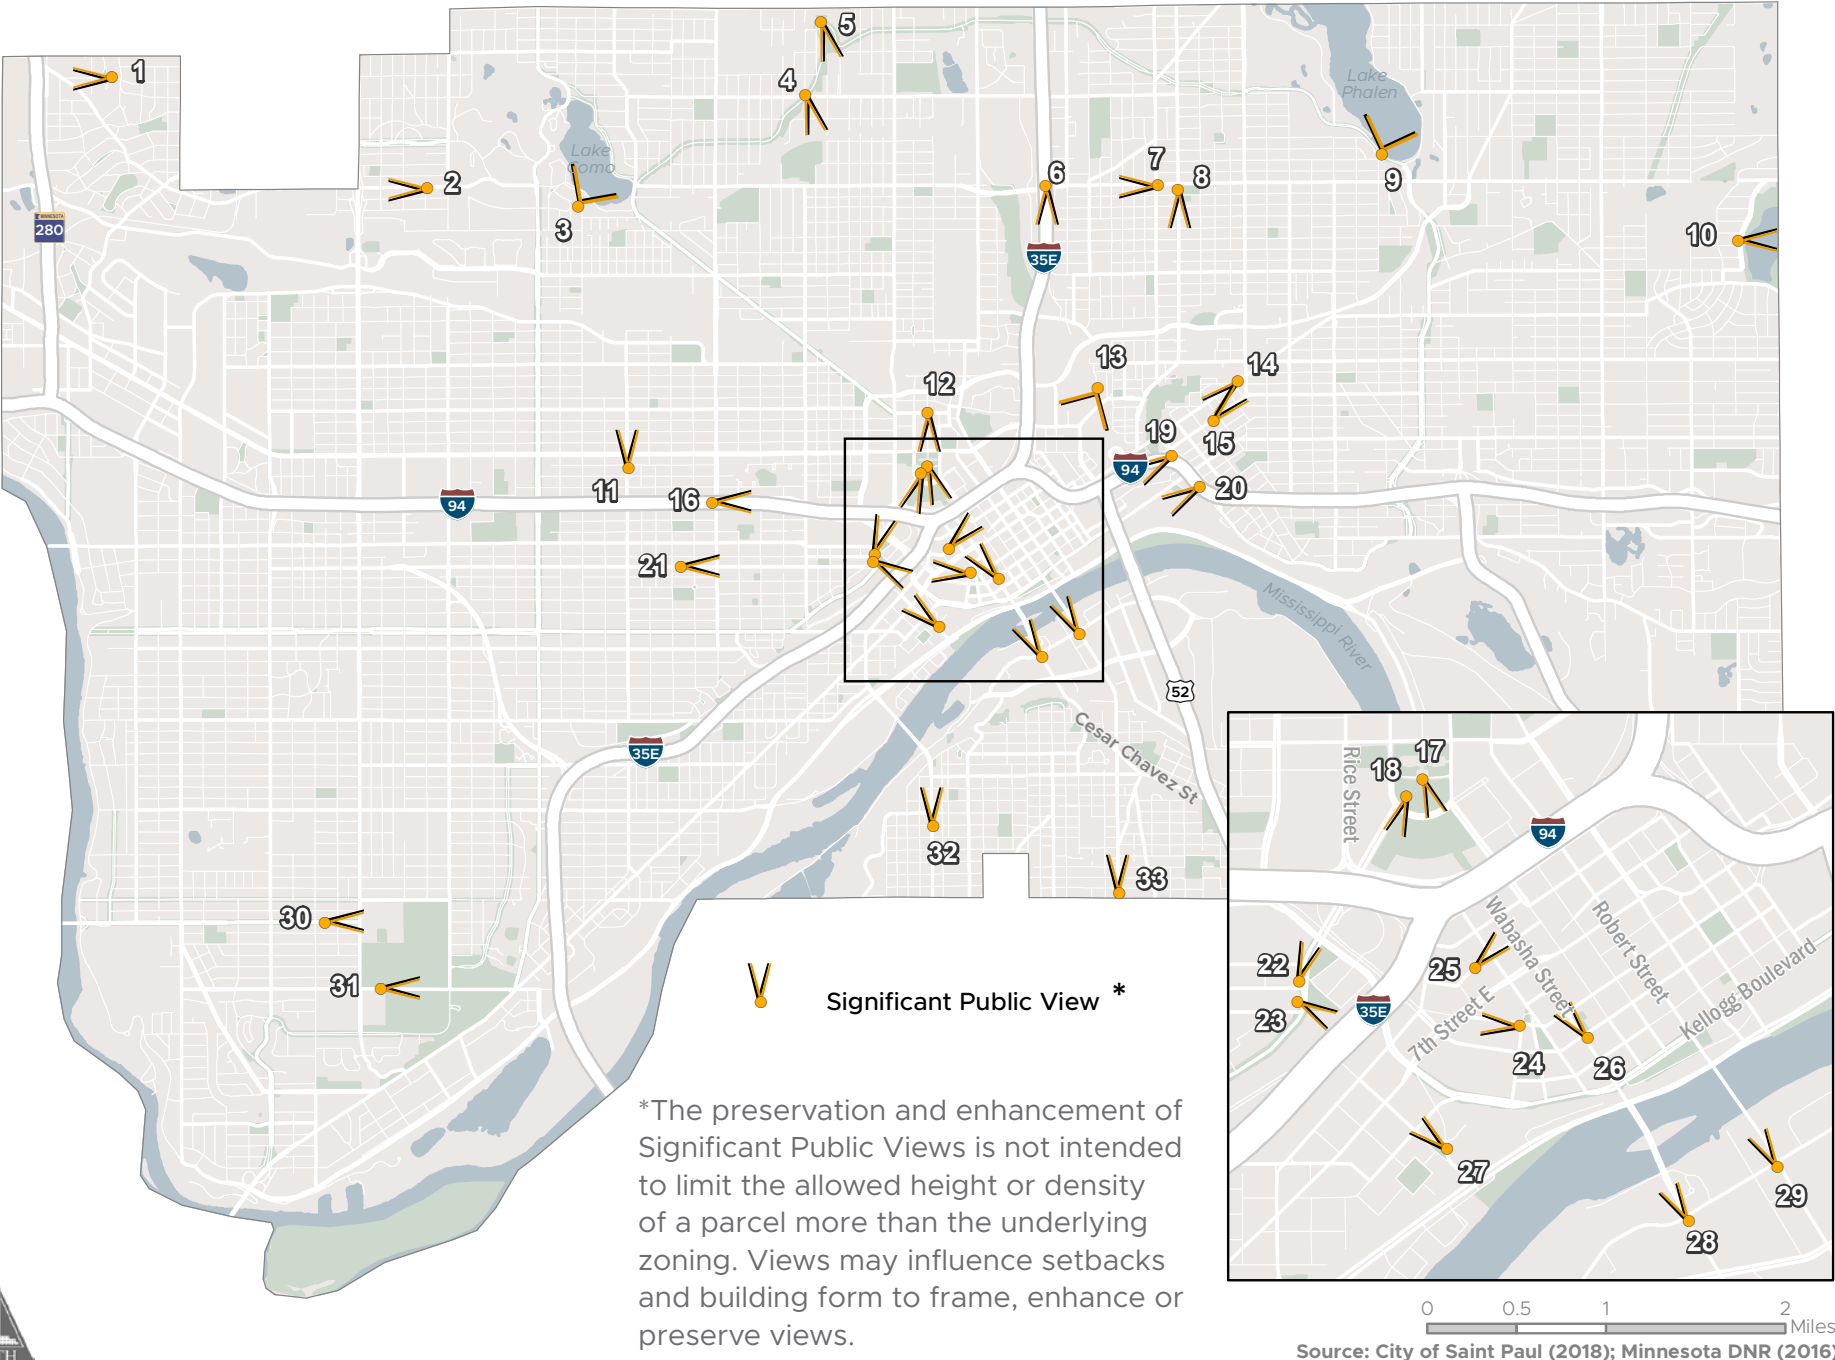 5
1
4
Lake
Phalen
Lake
Como
7
6
8
2
9
MINNESOTA
280
3
10
35E
13
14
12
19
15
94
11
16
94
20
21
Mississippi River
52
Cesar Chavez St
35E
17
18
Rice Street
94
32
33
Wabasha Street
Robert Street
30
22
25
Kellogg Boulevard
31
7th Street E
35E
23
24
26
Significant Public View *
27
29
28
*The preservation and enhancement of
Significant Public Views is not intended
to limit the allowed height or density
of a parcel more than the underlying
zoning. Views may influence setbacks
and building form to frame, enhance or
preserve views.
0 0.5 1 2
Miles
Source: City of Saint Paul (2018); Minnesota DNR (2016)